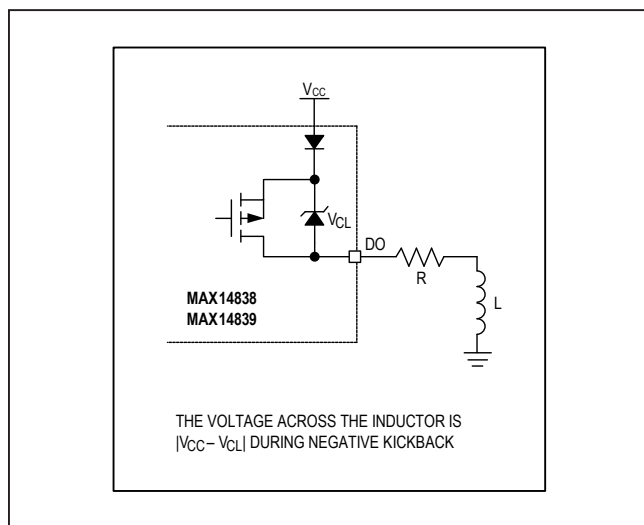 VCC
VCL
DO
R
L
MAX14838
MAX14839
THE VOLTAGE ACROSS THE INDUCTOR IS
|VCC – VCL| DURING NEGATIVE KICKBACK